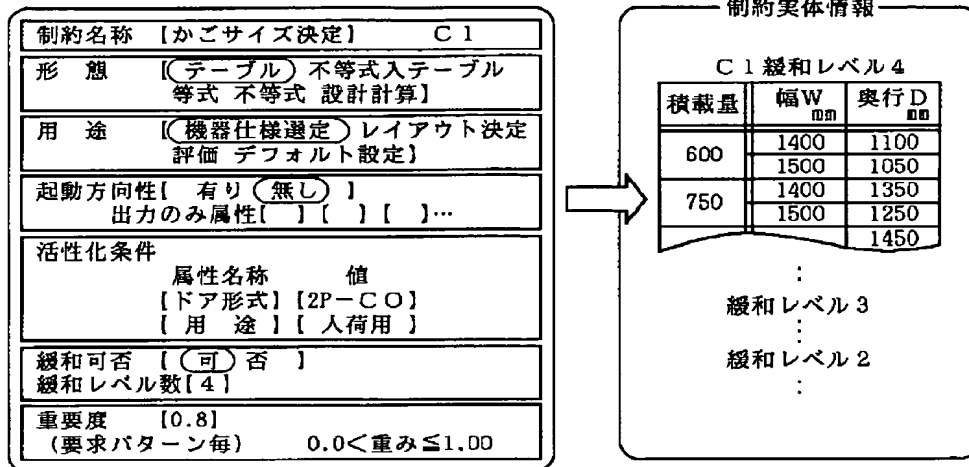 制約名称 【かごサイズ決定】 C1
形 態 【テーブル 不等式入テーブル
等式 不等式 設計計算】
用 途 【機器仕様選定 レイアウト決定
評価 デフォルト設定】
起動方向性【 有り 無し 】
出力のみ属性【 】【 】【 】…
活性化条件
属性名称 値
【ドア形式】【2P-CO】
【 用 途 】【 人荷用 】
緩和可否 【 可 否 】
緩和レベル数【4】
重要度 【0.8】
(要求パターン毎) 0.0<重み≦1.00
制約実体情報
C1緩和レベル4
積載量 幅W mm 奥行D mm
600 1400 1100
1500 1050
750 1400 1350
1500 1250
1450
:
緩和レベル3
:
緩和レベル2
: